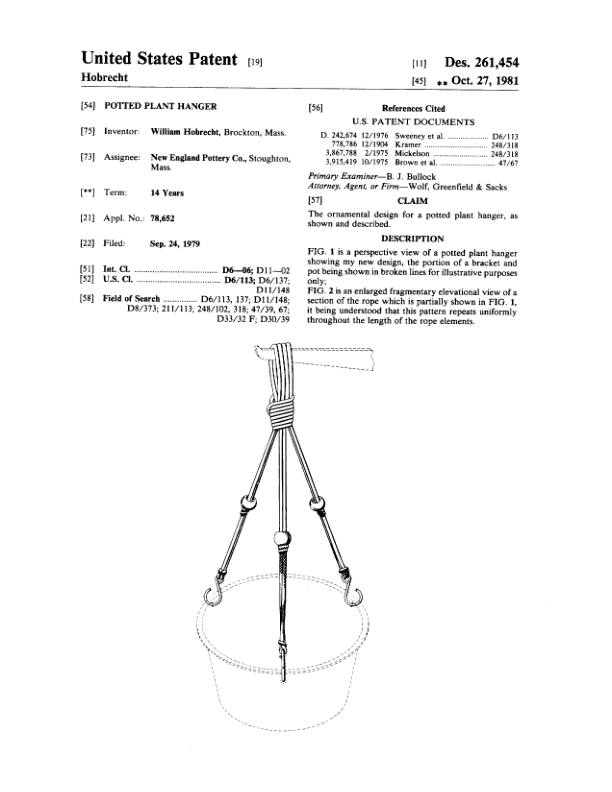 United States Patent [19]
Hobrecht
[11] Des. 261,454
[45] ** Oct. 27, 1981
[54] POTTED PLANT HANGER
[75] Inventor: William Hobrecht, Brockton, Mass.
[73] Assignee: New England Pottery Co., Stoughton,
Mass.
[**] Term: 14 Years
[21] Appl. No.: 78,652
[22] Filed: Sep. 24, 1979
[51] Int. Cl. .................................. D6—06; D11—02
[52] U.S. Cl. .................................. D6/113; D6/137;
D11/148
[58] Field of Search .............. D6/113, 137; D11/148;
D8/373; 211/113; 248/102, 318; 47/39, 67;
D33/32 F; D30/39
[56] References Cited
U.S. PATENT DOCUMENTS
D. 242,674 12/1976 Sweeney et al. .................. D6/113
778,786 12/1904 Kramer .......................... 248/318
3,867,788 2/1975 Mickelson ...................... 248/318
3,915,419 10/1975 Brown et al. ....................... 47/67
Primary Examiner—B. J. Bullock
Attorney, Agent, or Firm—Wolf, Greenfield & Sacks
[57] CLAIM
The ornamental design for a potted plant hanger, as
shown and described.
DESCRIPTION
FIG. 1 is a perspective view of a potted plant hanger
showing my new design, the portion of a bracket and
pot being shown in broken lines for illustrative purposes
only;
FIG. 2 is an enlarged fragmentary elevational view of a
section of the rope which is partially shown in FIG. 1,
it being understood that this pattern repeats uniformly
throughout the length of the rope elements.